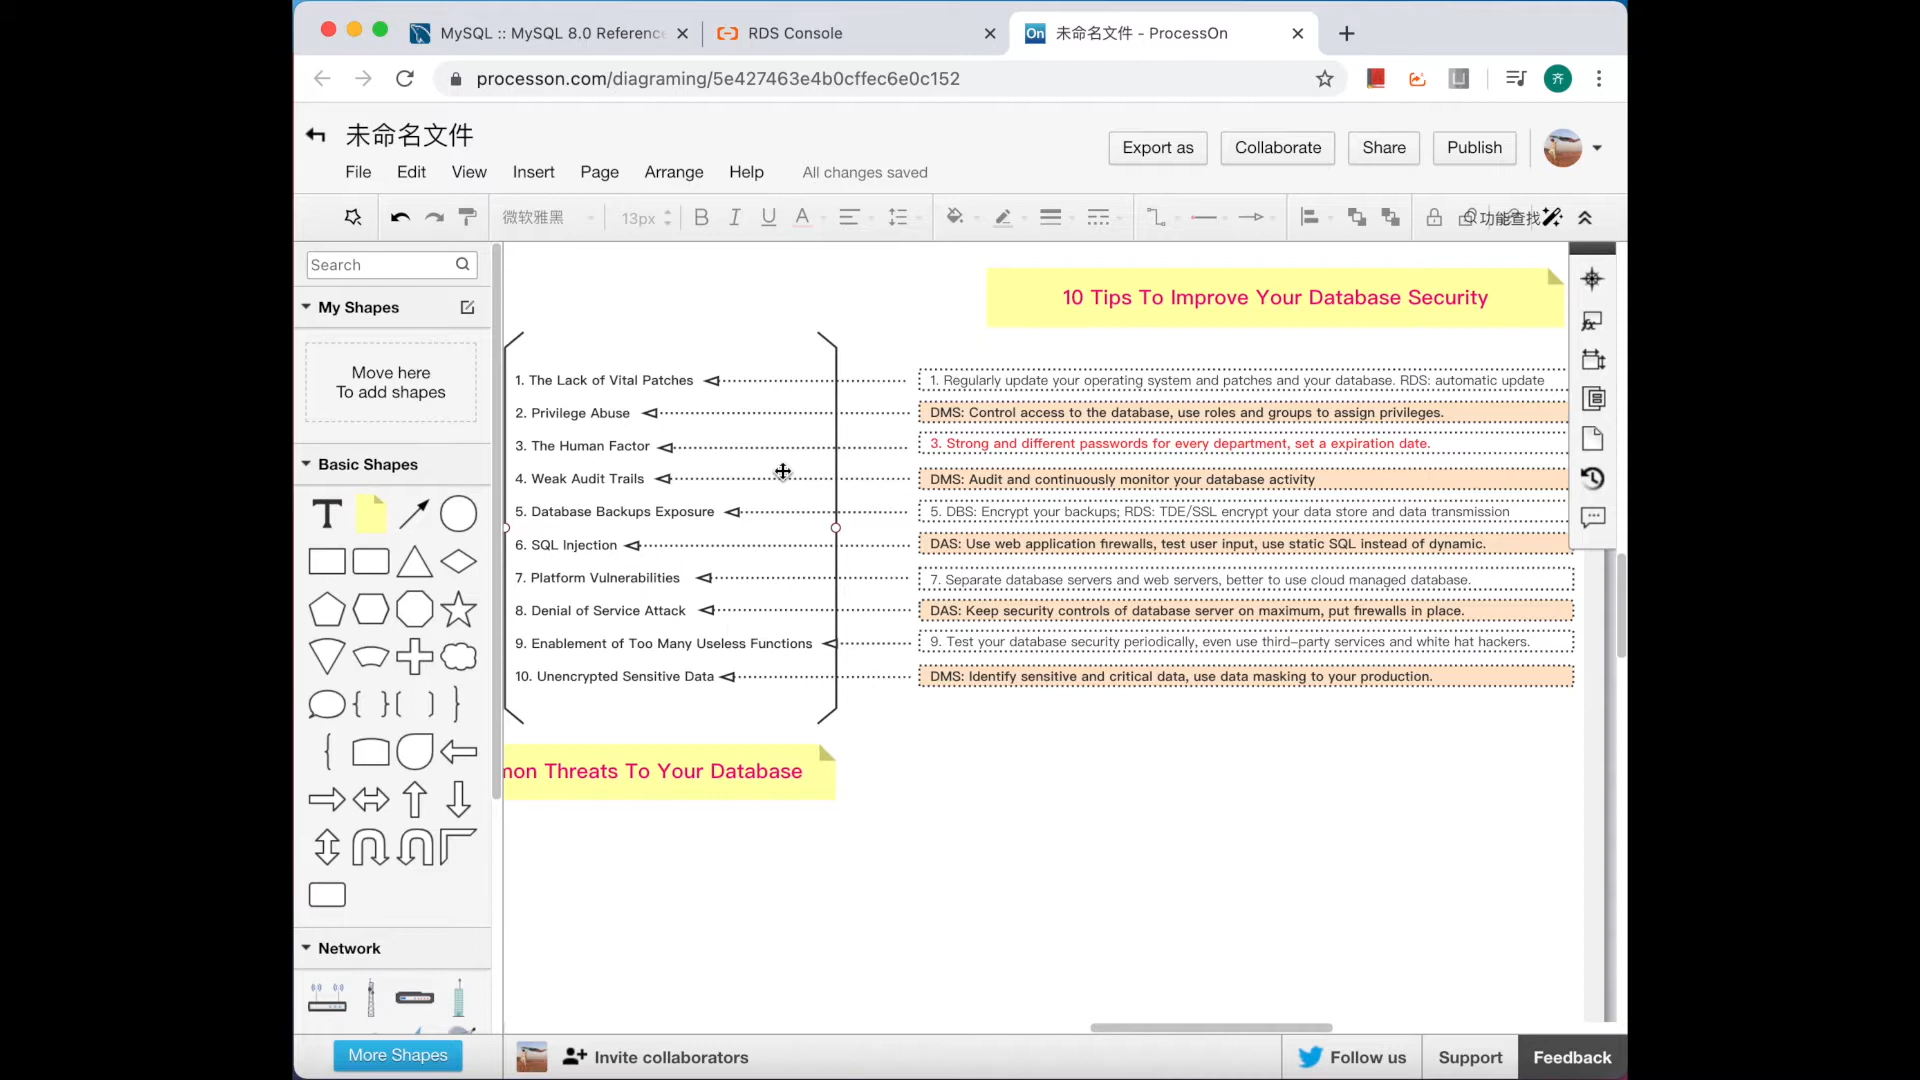 MySQL :: MySQL 8.0 Reference
RDS Console
On 未命名文件 - ProcessOn
processon.com/diagraming/5e427463e4b0cffec6e0c152
齐
未命名文件
Export as
Collaborate
Share
Publish
File Edit View Insert Page Arrange Help All changes saved
微软雅黑 13px B I U A 功能查找
Search
My Shapes
Move here
To add shapes
Basic Shapes
T
Network
More Shapes
10 Tips To Improve Your Database Security
1. The Lack of Vital Patches
1. Regularly update your operating system and patches and your database. RDS: automatic update
2. Privilege Abuse
DMS: Control access to the database, use roles and groups to assign privileges.
3. The Human Factor
3. Strong and different passwords for every department, set a expiration date.
4. Weak Audit Trails
DMS: Audit and continuously monitor your database activity
5. Database Backups Exposure
5. DBS: Encrypt your backups; RDS: TDE/SSL encrypt your data store and data transmission
6. SQL Injection
DAS: Use web application firewalls, test user input, use static SQL instead of dynamic.
7. Platform Vulnerabilities
7. Separate database servers and web servers, better to use cloud managed database.
8. Denial of Service Attack
DAS: Keep security controls of database server on maximum, put firewalls in place.
9. Enablement of Too Many Useless Functions
9. Test your database security periodically, even use third-party services and white hat hackers.
10. Unencrypted Sensitive Data
DMS: Identify sensitive and critical data, use data masking to your production.
mon Threats To Your Database
Invite collaborators
Follow us
Support
Feedback